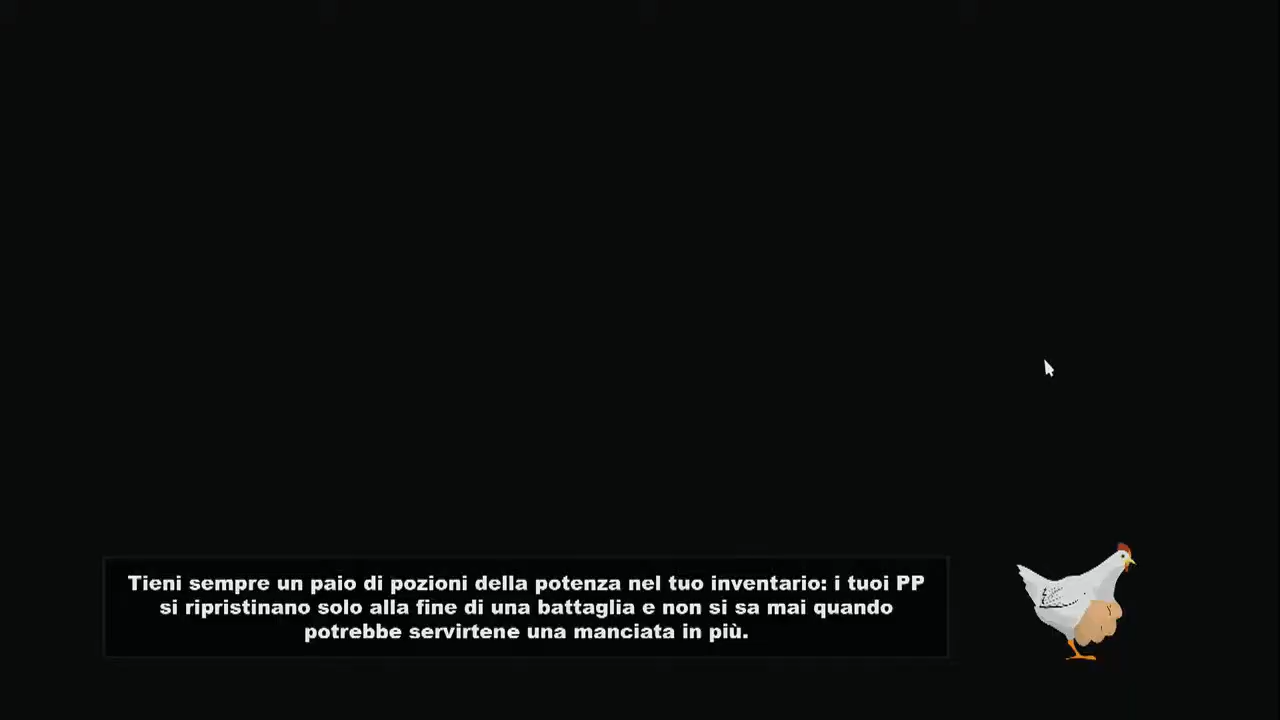 Tieni sempre un paio di pozioni della potenza nel tuo inventario: i tuoi PP
si ripristinano solo alla fine di una battaglia e non si sa mai quando
potrebbe servirtene una manciata in più.